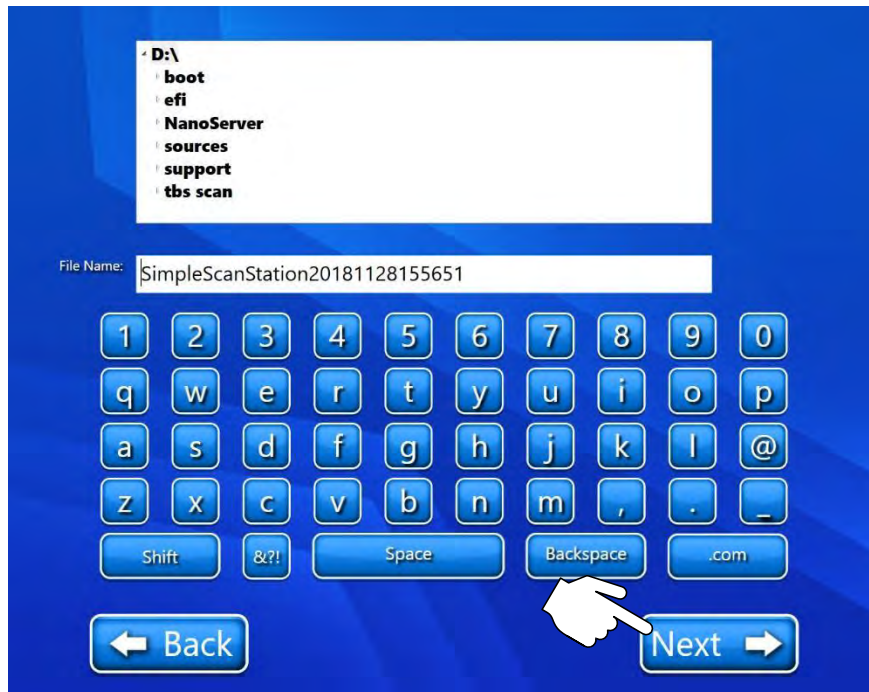 D:\
boot
efi
NanoServer
sources
support
tbs scan
File Name: SimpleScanStation20181128155651
1 2 3 4 5 6 7 8 9 0
q w e r t y u i o p
a s d f g h j k l @
z x c v b n m , . _
Shift &?! Space Backspace .com
Back Next